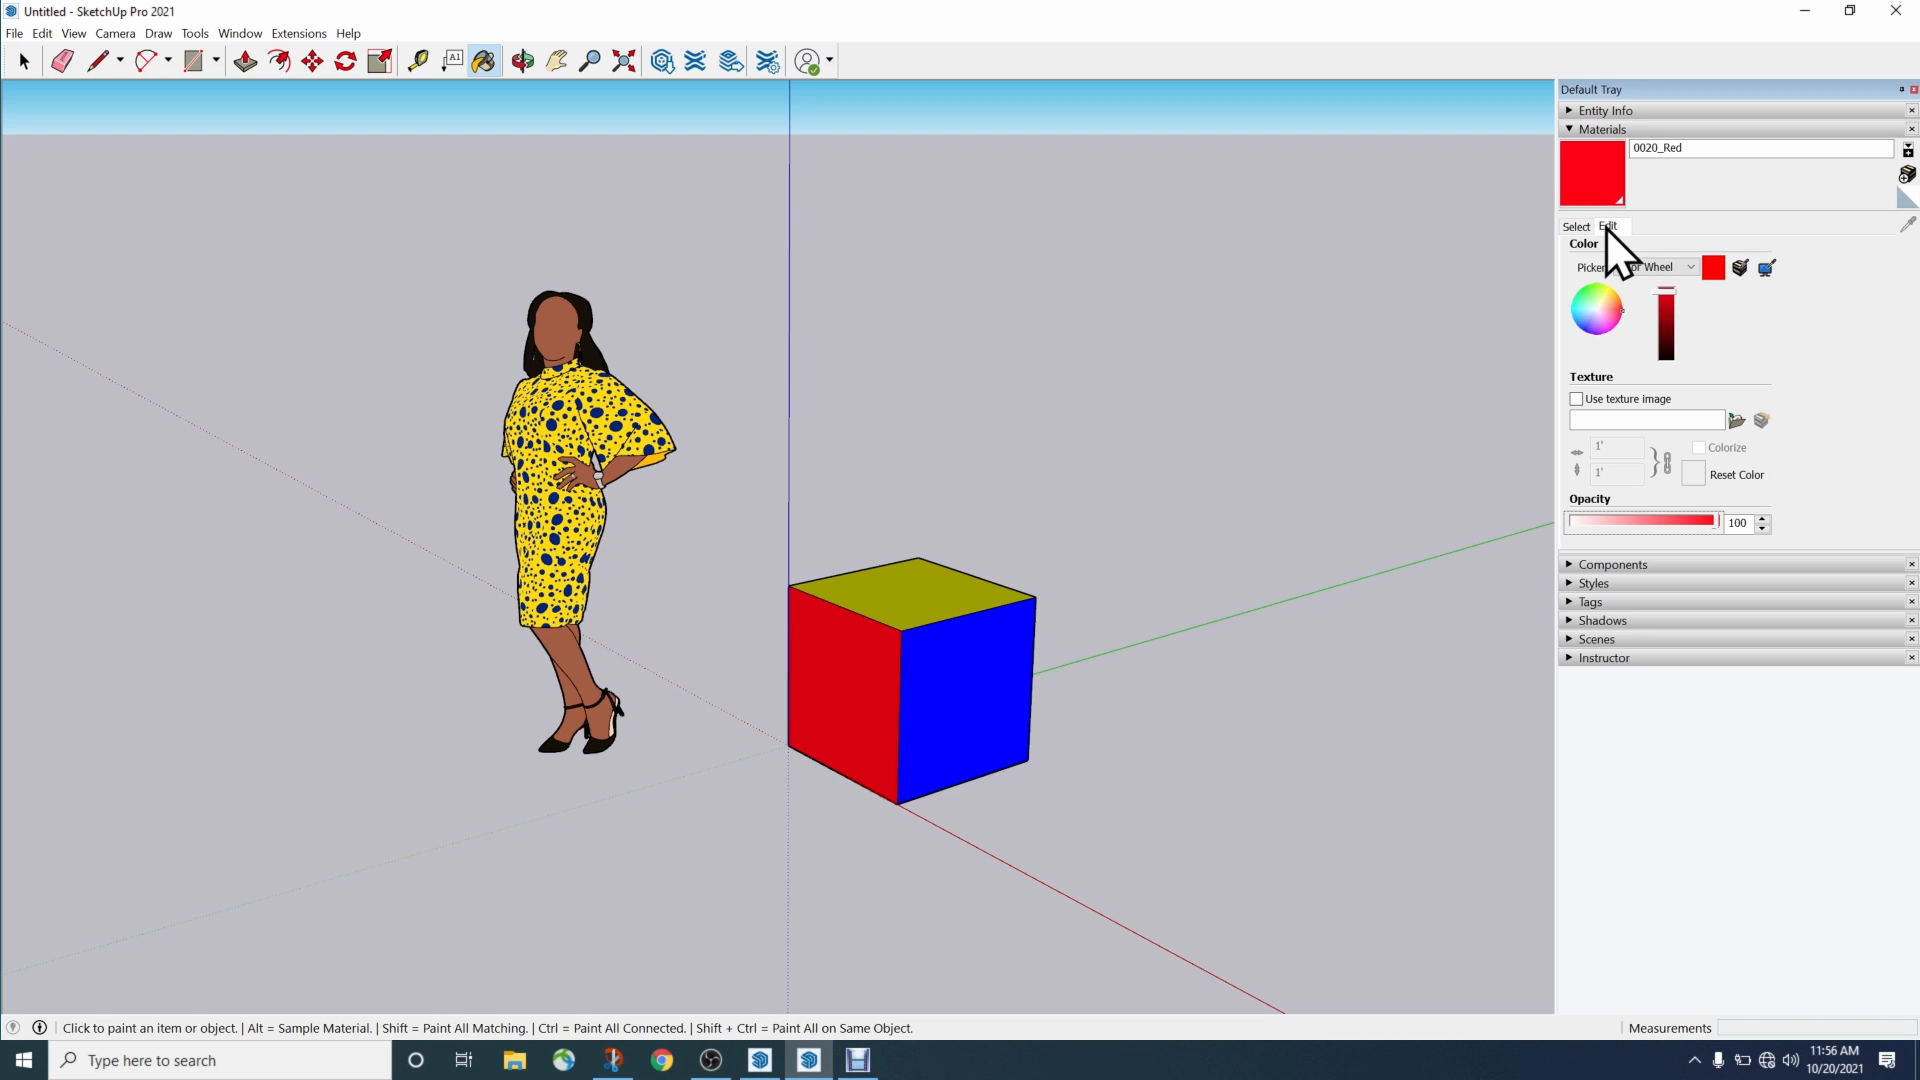 Untitled - SketchUp Pro 2021
File Edit View Camera Draw Tools Window Extensions Help
A1
Default Tray
Entity Info
Materials
0020_Red
Select Edit
Color
Wheel
Texture
Use texture image
1'
Colorize
1'
Reset Color
Opacity
100
Components
Styles
Tags
Shadows
Scenes
Instructor
Click to paint an item or object. | Alt = Sample Material. | Shift = Paint All Matching. | Ctrl = Paint All Connected. | Shift + Ctrl = Paint All on Same Object.
Measurements
Type here to search
11:56 AM
10/20/2021